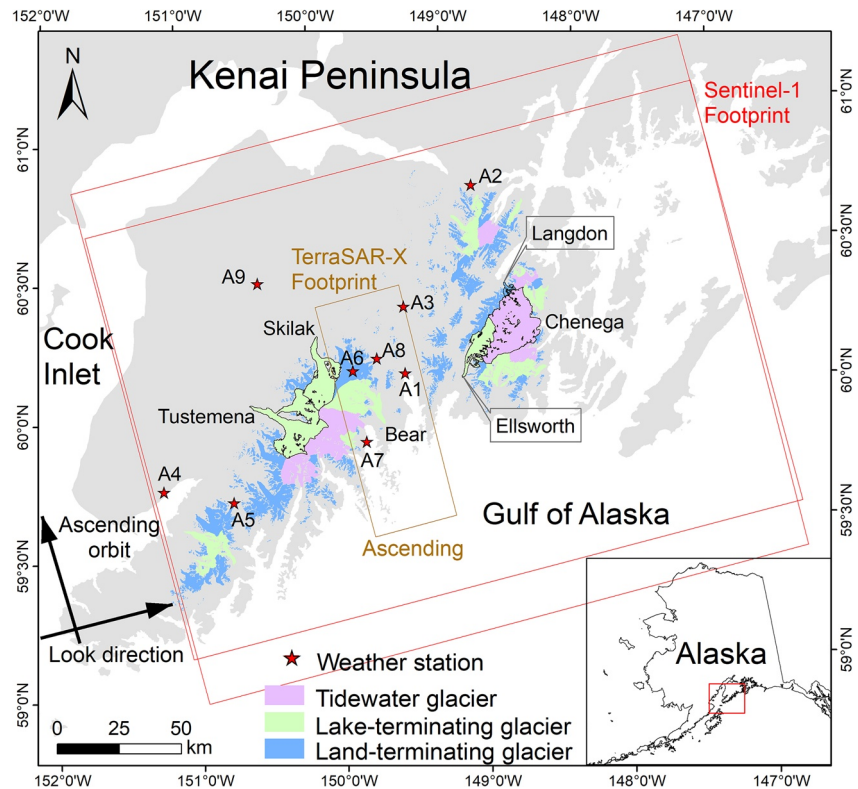 152°0'W
151°0'W
150°0'W
149°0'W
148°0'W
147°0'W
N
Kenai Peninsula
Sentinel-1
Footprint
61°0'N
61°0'N
A2
Langdon
60°30'N
TerraSAR-X
Footprint
A9
60°30'N
A3
Skilak
Chenega
Cook
Inlet
A6
A8
A1
60°0'N
Tustemena
Ellsworth
60°0'N
Bear
A7
A4
A5
Gulf of Alaska
59°30'N
Ascending
orbit
Ascending
59°30'N
Look direction
Alaska
59°0'N
Weather station
Tidewater glacier
Lake-terminating glacier
Land-terminating glacier
59°0'N
0 25 50
km
152°0'W
151°0'W
150°0'W
149°0'W
148°0'W
147°0'W